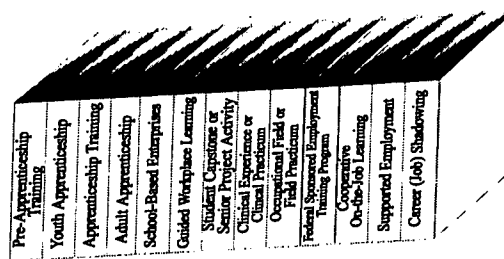 Pre-Apprenticeship
Training
Youth Apprenticeship
Apprenticeship Training
Adult Apprenticeship
School-Based Enterprises
Guided Workplace Learning
Student Capstone or
Senior Project Activity
Clinical Experience or
Clincal Practicum
Occupational Field or
Field Practicum
Federal Sponsored Employment
Training Program
Cooperative
On-the-Job Learning
Supported Employment
Career (Job) Shadowing